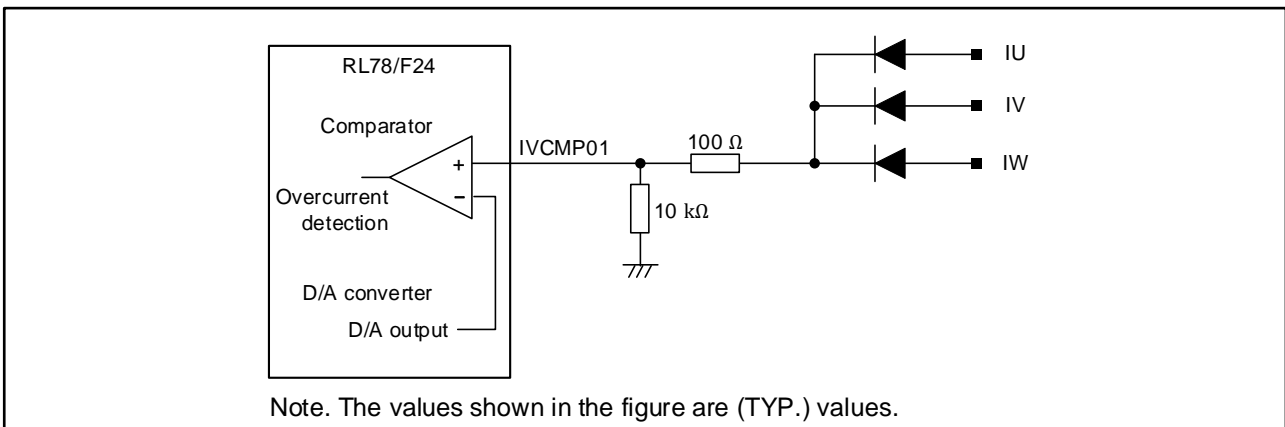 RL78/F24
Comparator
+
−
Overcurrent
detection
D/A converter
D/A output
IVCMP01
100 Ω
10 kΩ
IU
IV
IW
Note. The values shown in the figure are (TYP.) values.